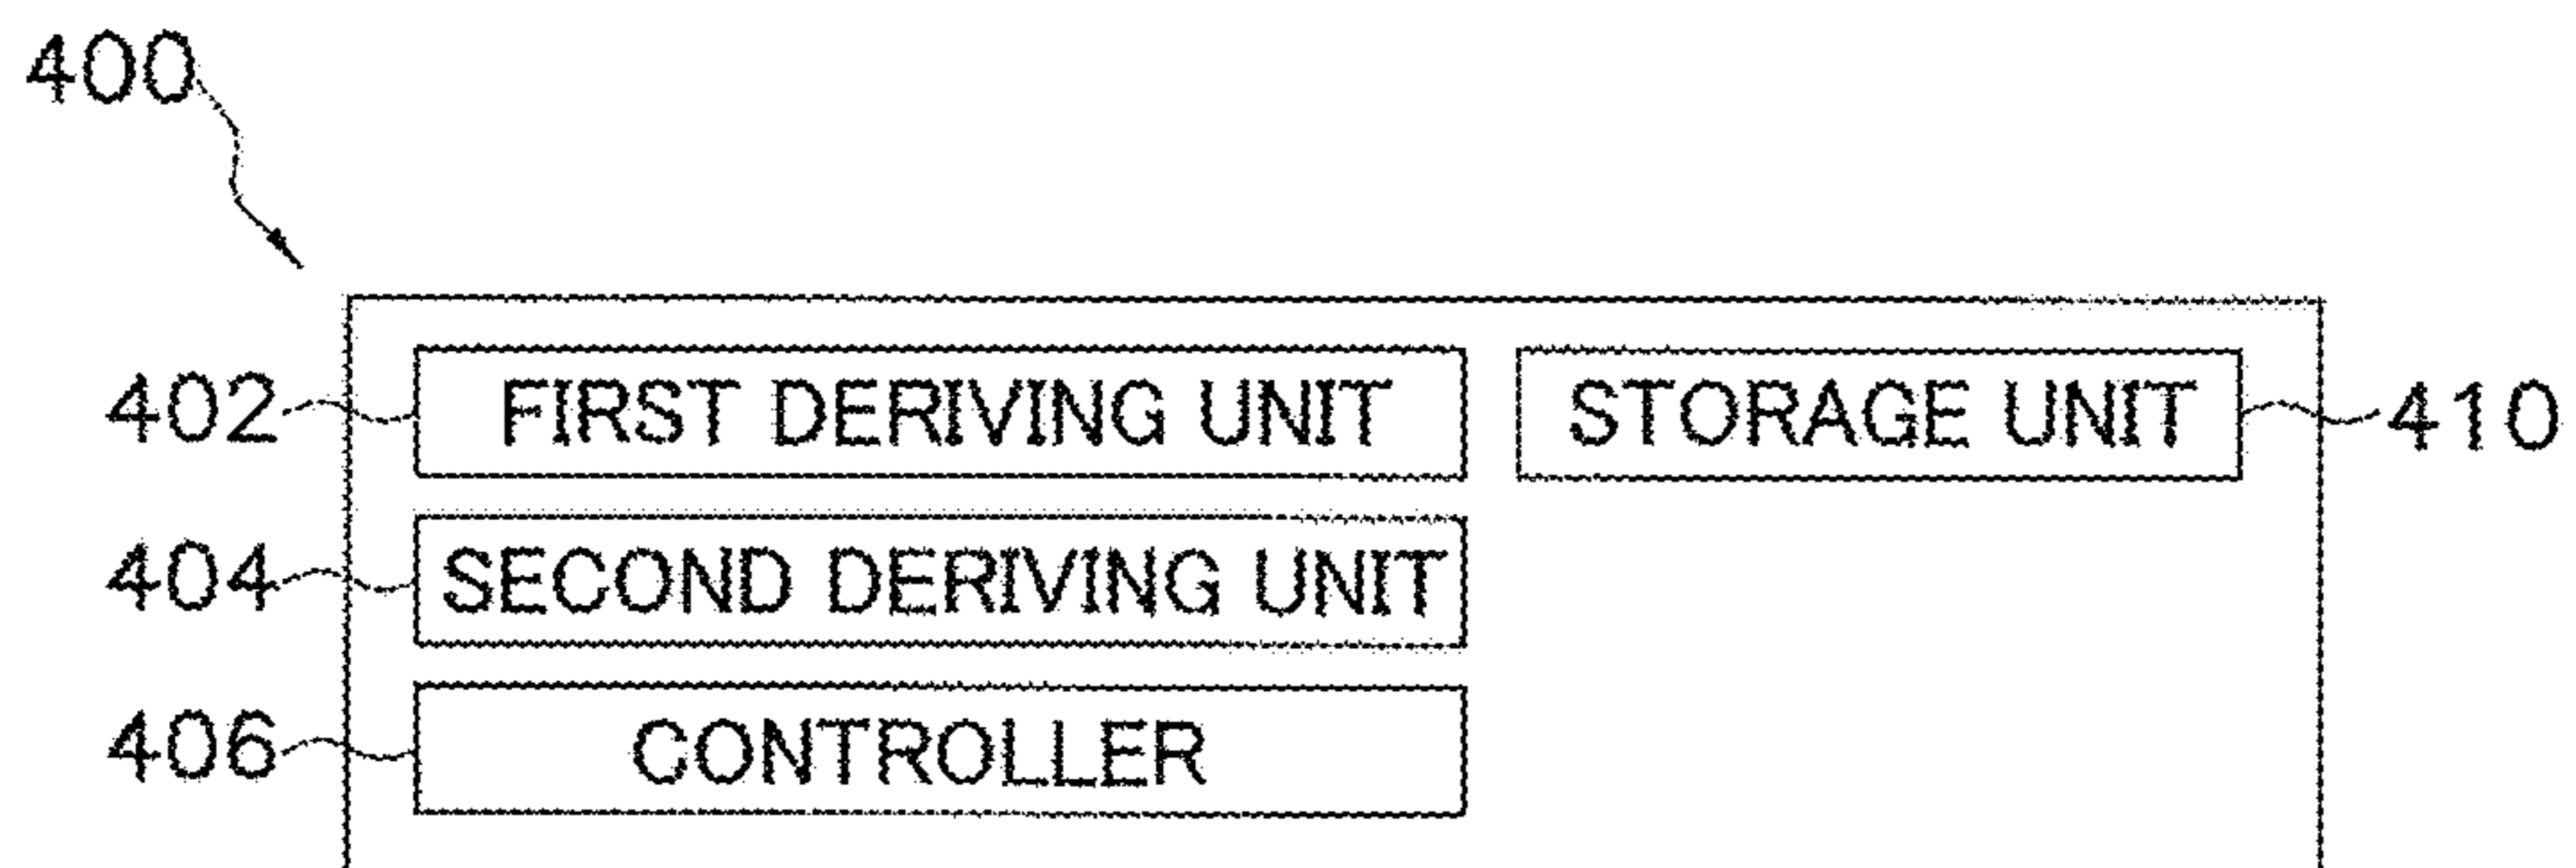 400
402 FIRST DERIVING UNIT STORAGE UNIT 410
404 SECOND DERIVING UNIT
406 CONTROLLER